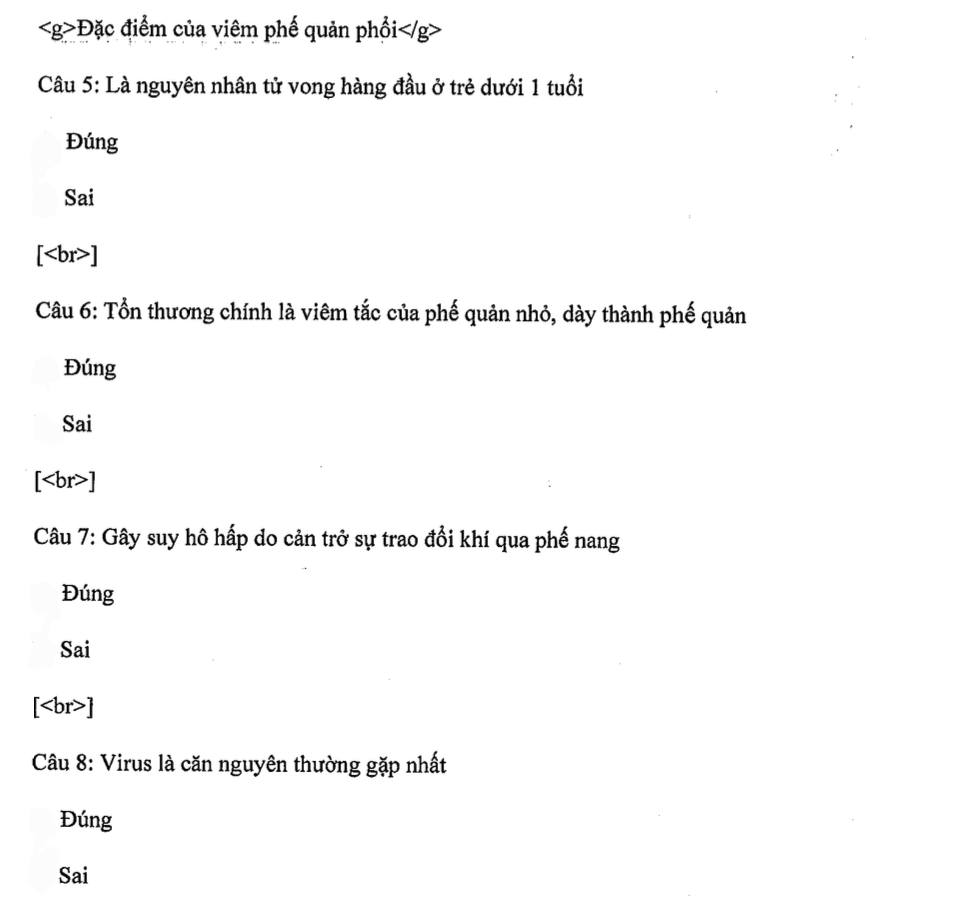 <g>Đặc điểm của viêm phế quản phổi</g>
Câu 5: Là nguyên nhân tử vong hàng đầu ở trẻ dưới 1 tuổi
Đúng
Sai
[<br>]
Câu 6: Tổn thương chính là viêm tắc của phế quản nhỏ, dày thành phế quản
Đúng
Sai
[<br>]
Câu 7: Gây suy hô hấp do cản trở sự trao đổi khí qua phế nang
Đúng
Sai
[<br>]
Câu 8: Virus là căn nguyên thường gặp nhất
Đúng
Sai